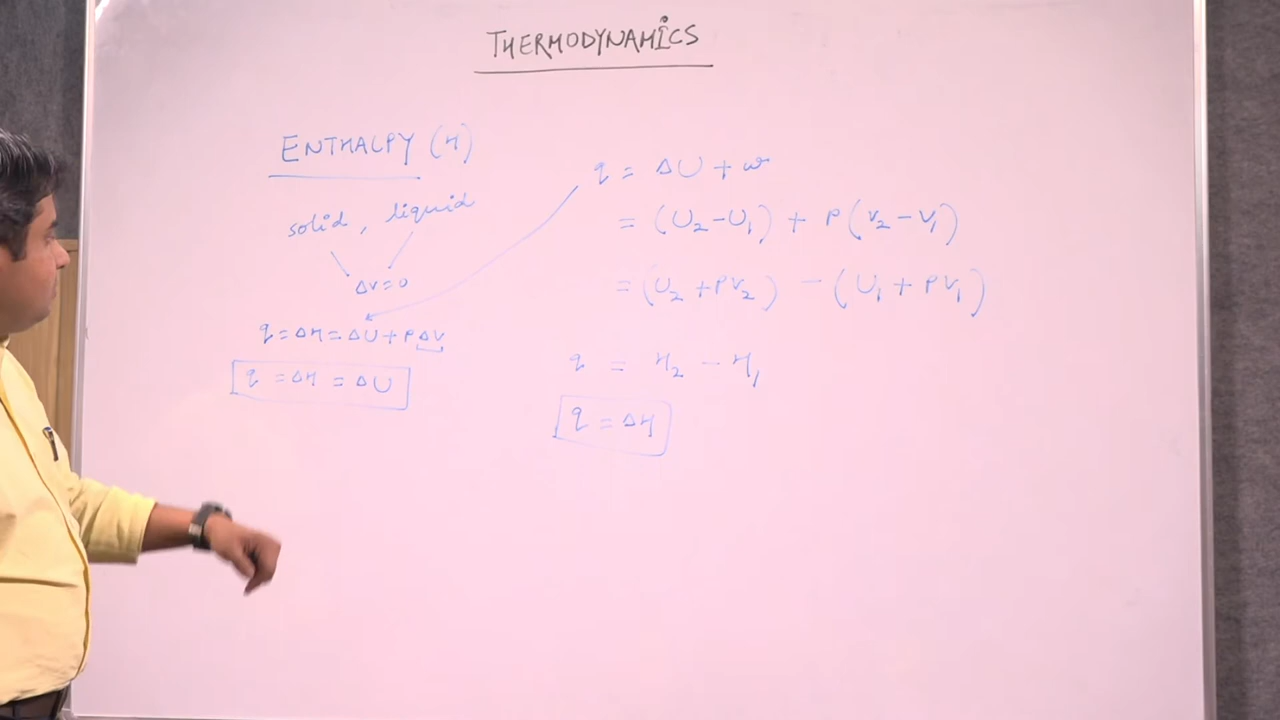 THERMODYNAMICS
ENTHALPY (H)
solid, liquid
ΔV=0
q=ΔH=ΔU+PΔV
q=ΔH=ΔU
q = ΔU+w
= (U₂-U₁) + P(V₂-V₁)
=(U₂+PV₂) - (U₁+PV₁)
q = H₂ - H₁
q = ΔH